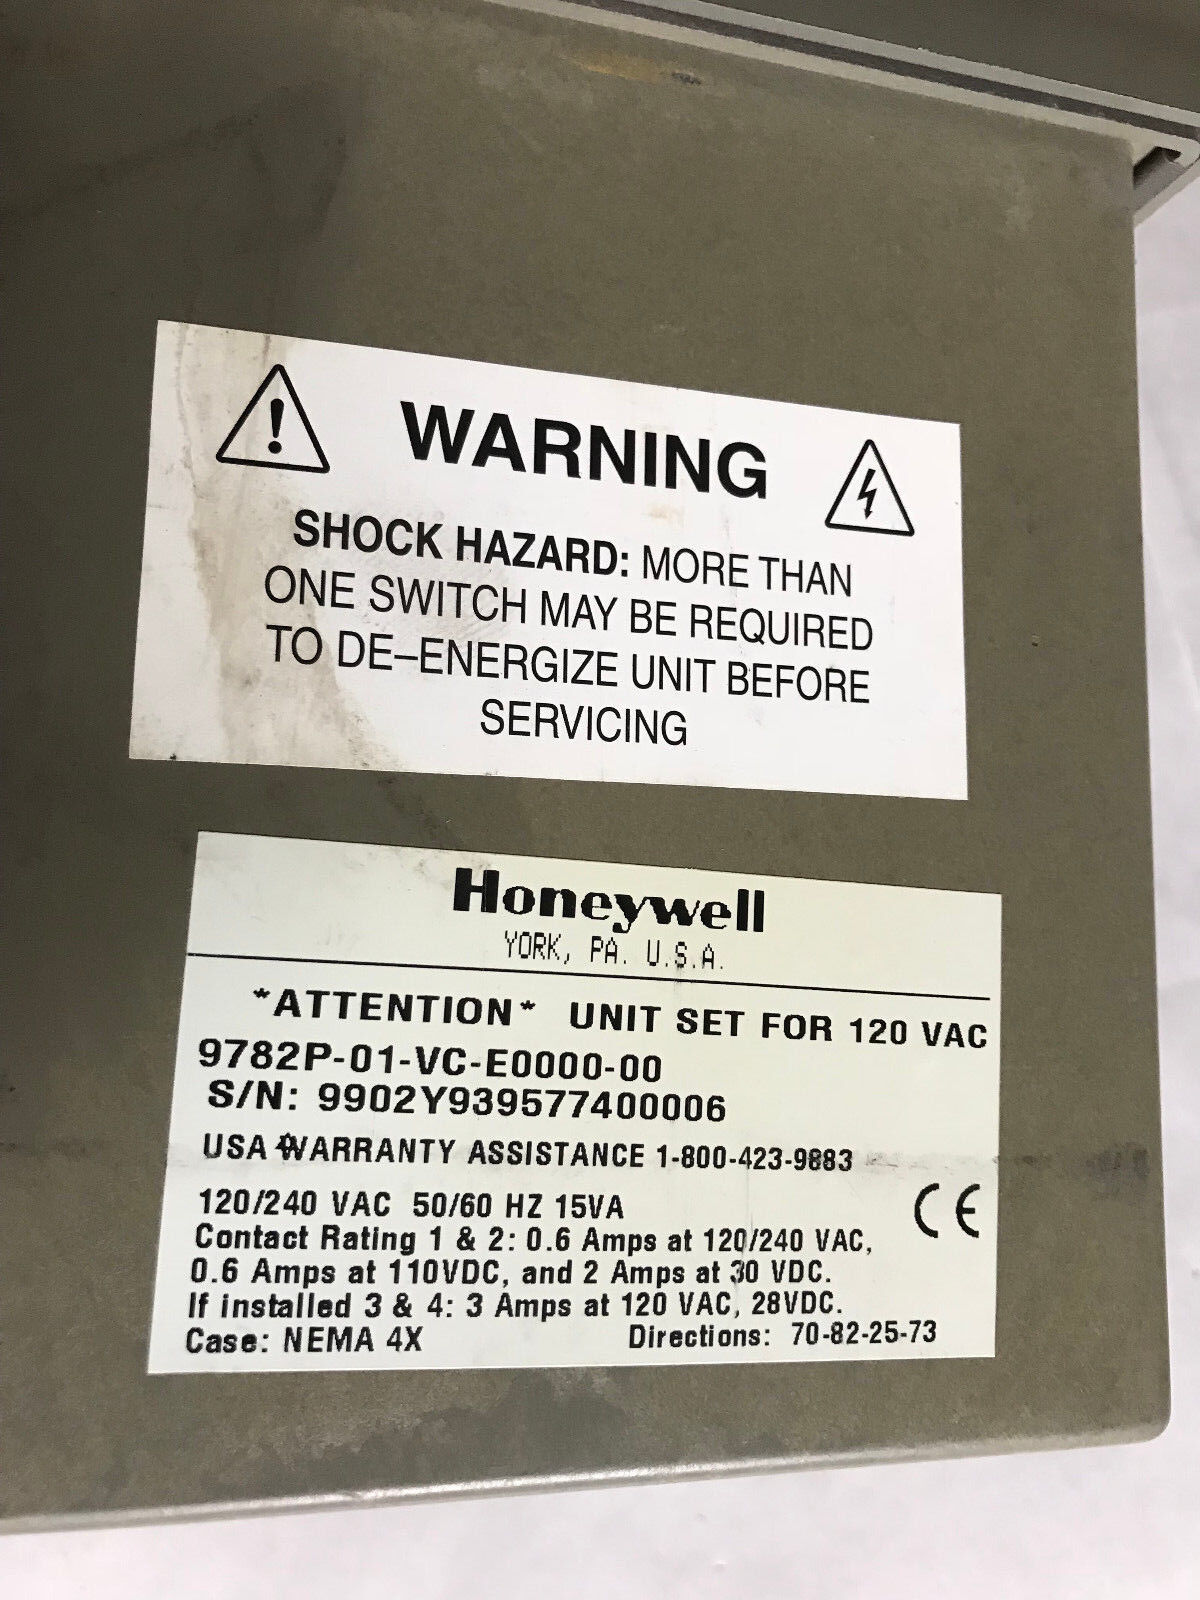 WARNING
SHOCK HAZARD: MORE THAN
ONE SWITCH MAY BE REQUIRED
TO DE–ENERGIZE UNIT BEFORE
SERVICING
Honeywell
YORK, PA. U.S.A.
*ATTENTION* UNIT SET FOR 120 VAC
9782P-01-VC-E0000-00
S/N: 9902Y939577400006
USA WARRANTY ASSISTANCE 1-800-423-9883
120/240 VAC 50/60 HZ 15VA
CE
Contact Rating 1 & 2: 0.6 Amps at 120/240 VAC,
0.6 Amps at 110VDC, and 2 Amps at 30 VDC.
If installed 3 & 4: 3 Amps at 120 VAC, 28VDC.
Case: NEMA 4X Directions: 70-82-25-73